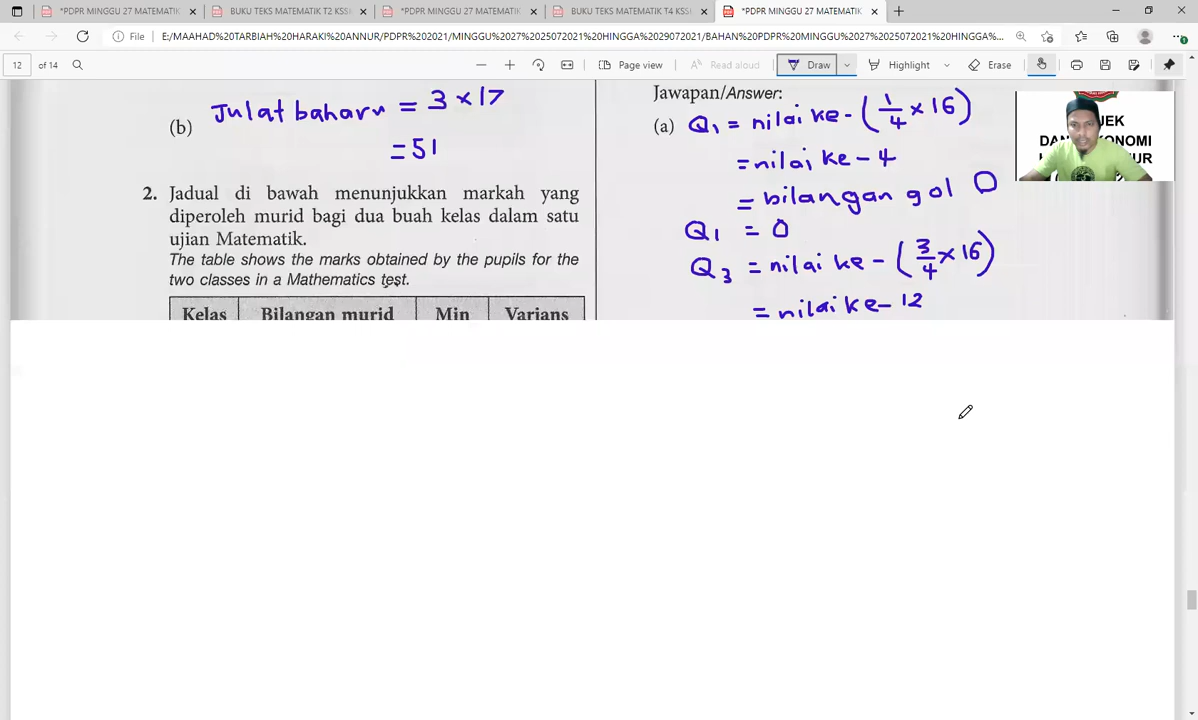 *PDPR MINGGU 27 MATEMATIK
BUKU TEKS MATEMATIK T2 KSS
*PDPR MINGGU 27 MATEMATIK
BUKU TEKS MATEMATIK T4 KSS
*PDPR MINGGU 27 MATEMATIK
File
E:/MAAHAD%20TARBIAH%20HARAKI%20ANNUR/PDPR%202021/MINGGU%2027%2025072021%20HINGGA%2029072021/BAHAN%20PDPR%20MINGGU%2027%2025072021%20HINGGA%...
12 of 14
Page view
Read aloud
Draw
Highlight
Erase
(b) Julat baharu = 3 × 17
= 51
2. Jadual di bawah menunjukkan markah yang
diperoleh murid bagi dua buah kelas dalam satu
ujian Matematik.
The table shows the marks obtained by the pupils for the
two classes in a Mathematics test.
Kelas Bilangan murid Min Varians
Jawapan/Answer:
(a) Q₁ = nilai ke - (1/4 × 16)
= nilai ke - 4
= bilangan gol 0
Q₁ = 0
Q₃ = nilai ke - (3/4 × 16)
= nilai ke - 12
JEK
DAN KONOMI